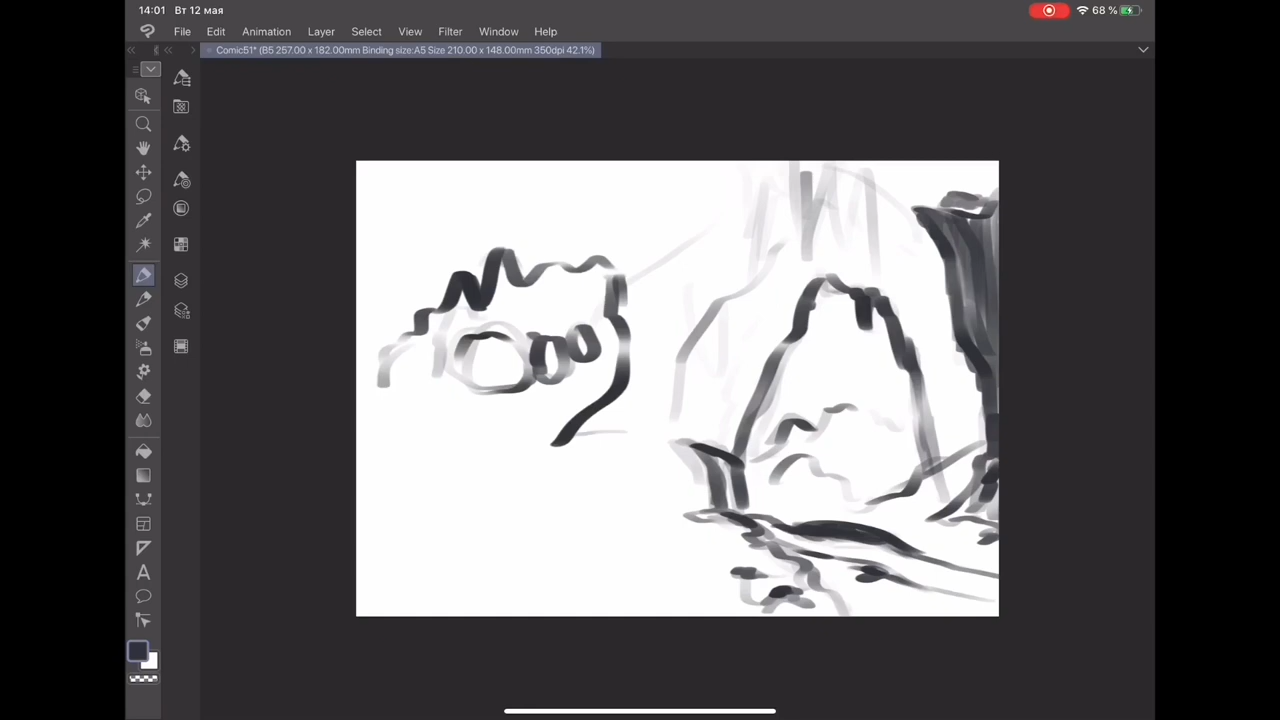 14:01 Вт 12 мая 68 %
File Edit Animation Layer Select View Filter Window Help
Comic51* (B5 257.00 x 182.00mm Binding size:A5 Size 210.00 x 148.00mm 350dpi 42.1%)